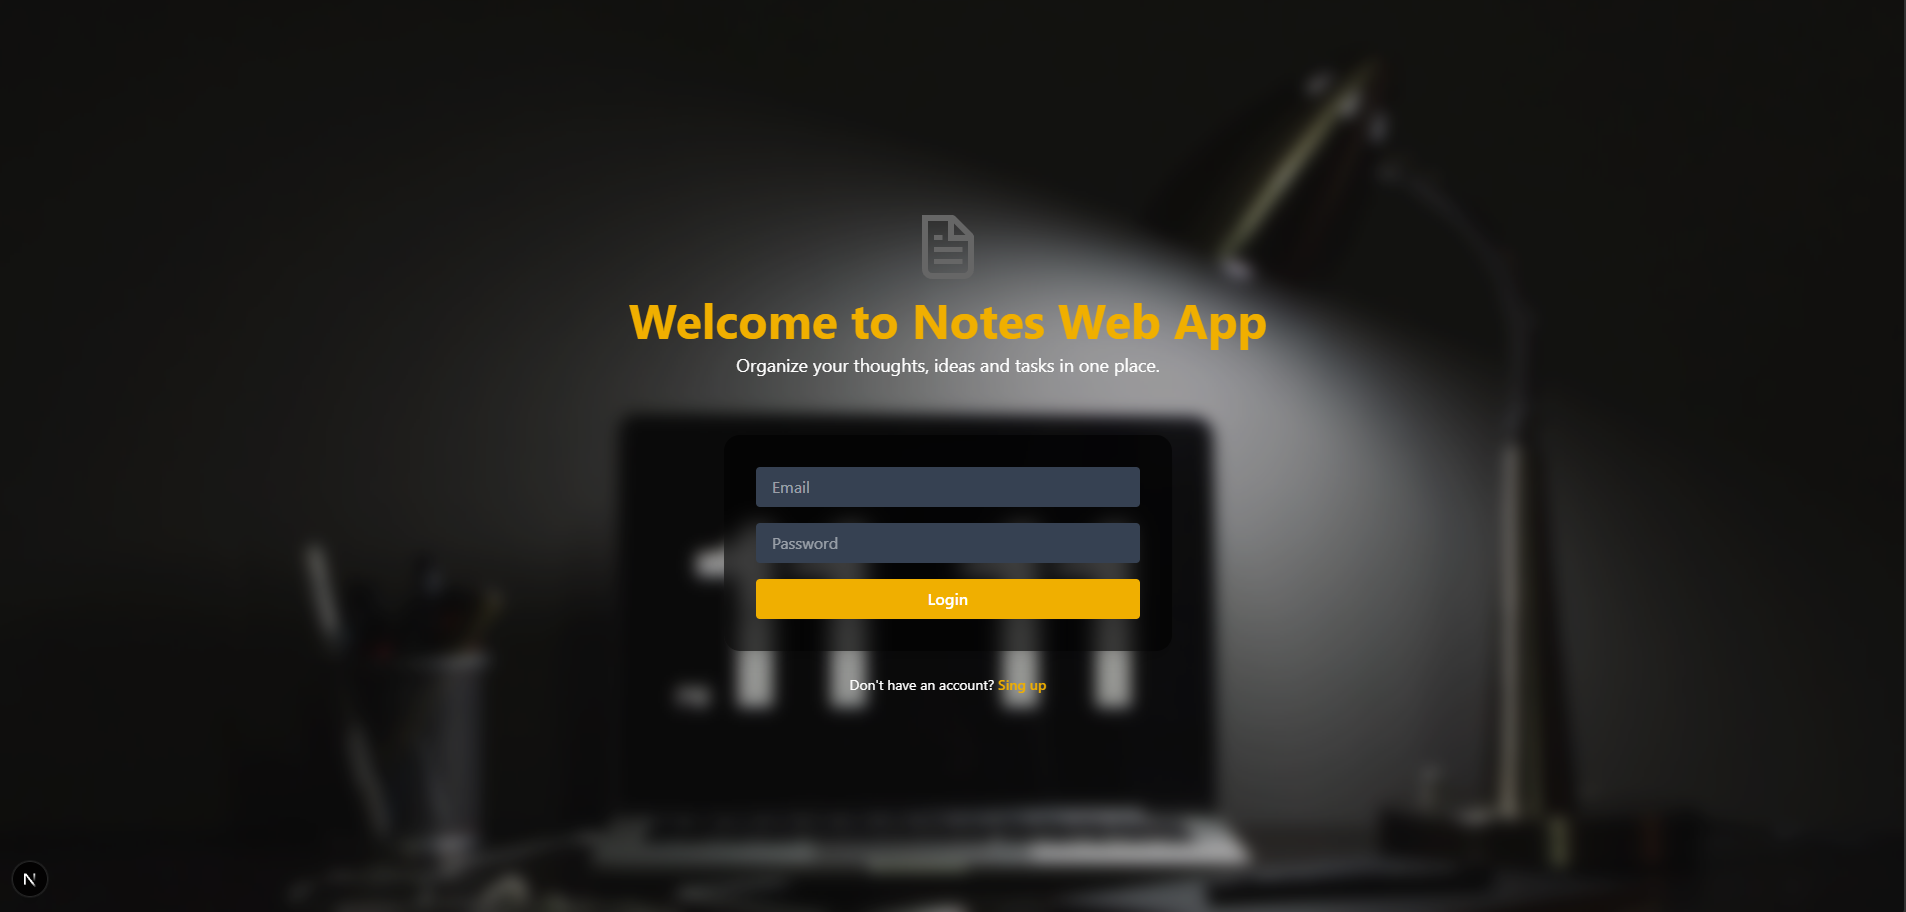 Welcome to Notes Web App
Organize your thoughts, ideas and tasks in one place.
Email
Password
Login
Don't have an account? Sing up
N